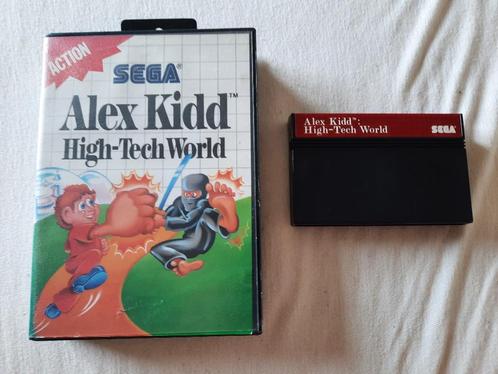 ACTION
SEGA®
Alex Kidd™
High-Tech World
Alex Kidd™:
High-Tech World
SEGA®